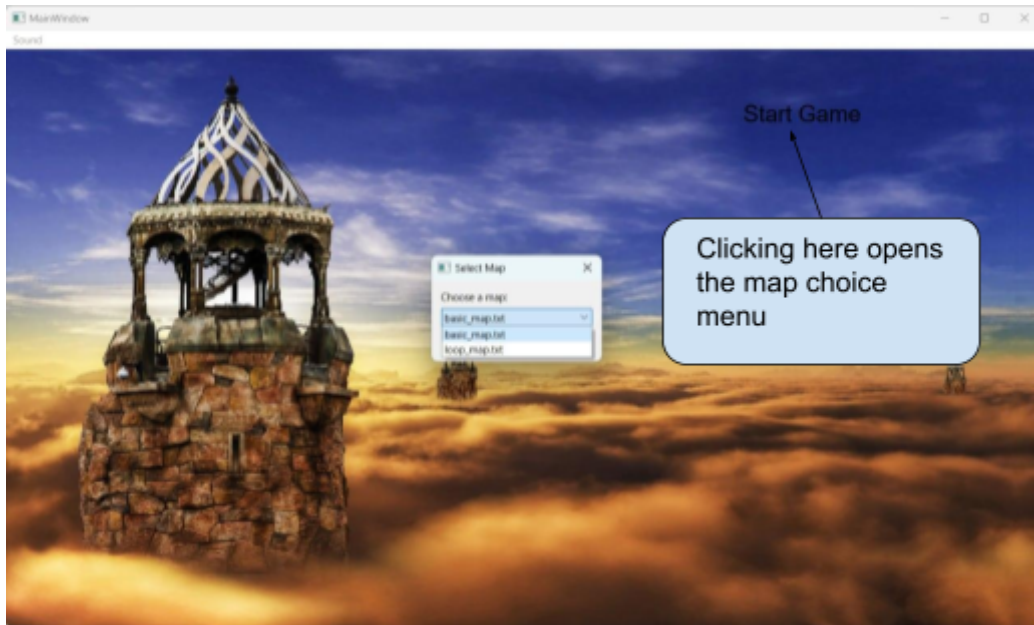 MainWindow
Sound
Start Game
Clicking here opens
the map choice
menu
Select Map
Choose a map:
basic_map.txt
basic_map.txt
loop_map.txt